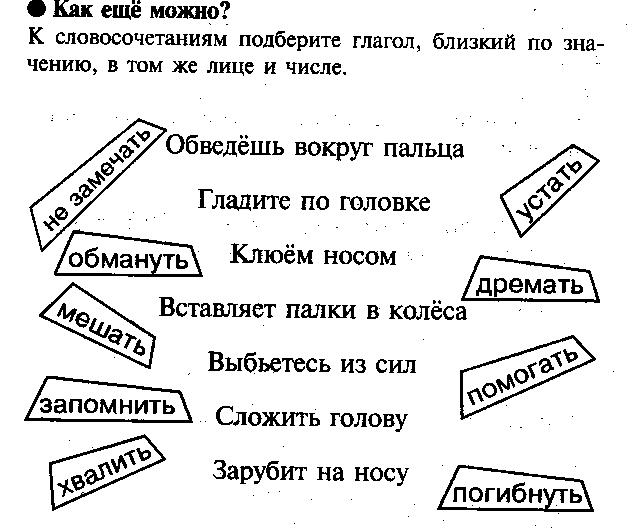 ● Как ещё можно?
К словосочетаниям подберите глагол, близкий по зна-
чению, в том же лице и числе.
не замечать
Обведёшь вокруг пальца
устать
Гладите по головке
обмануть
Клюём носом
дремать
мешать
Вставляет палки в колёса
Выбьетесь из сил
помогать
запомнить
Сложить голову
хвалить
Зарубит на носу
погибнуть